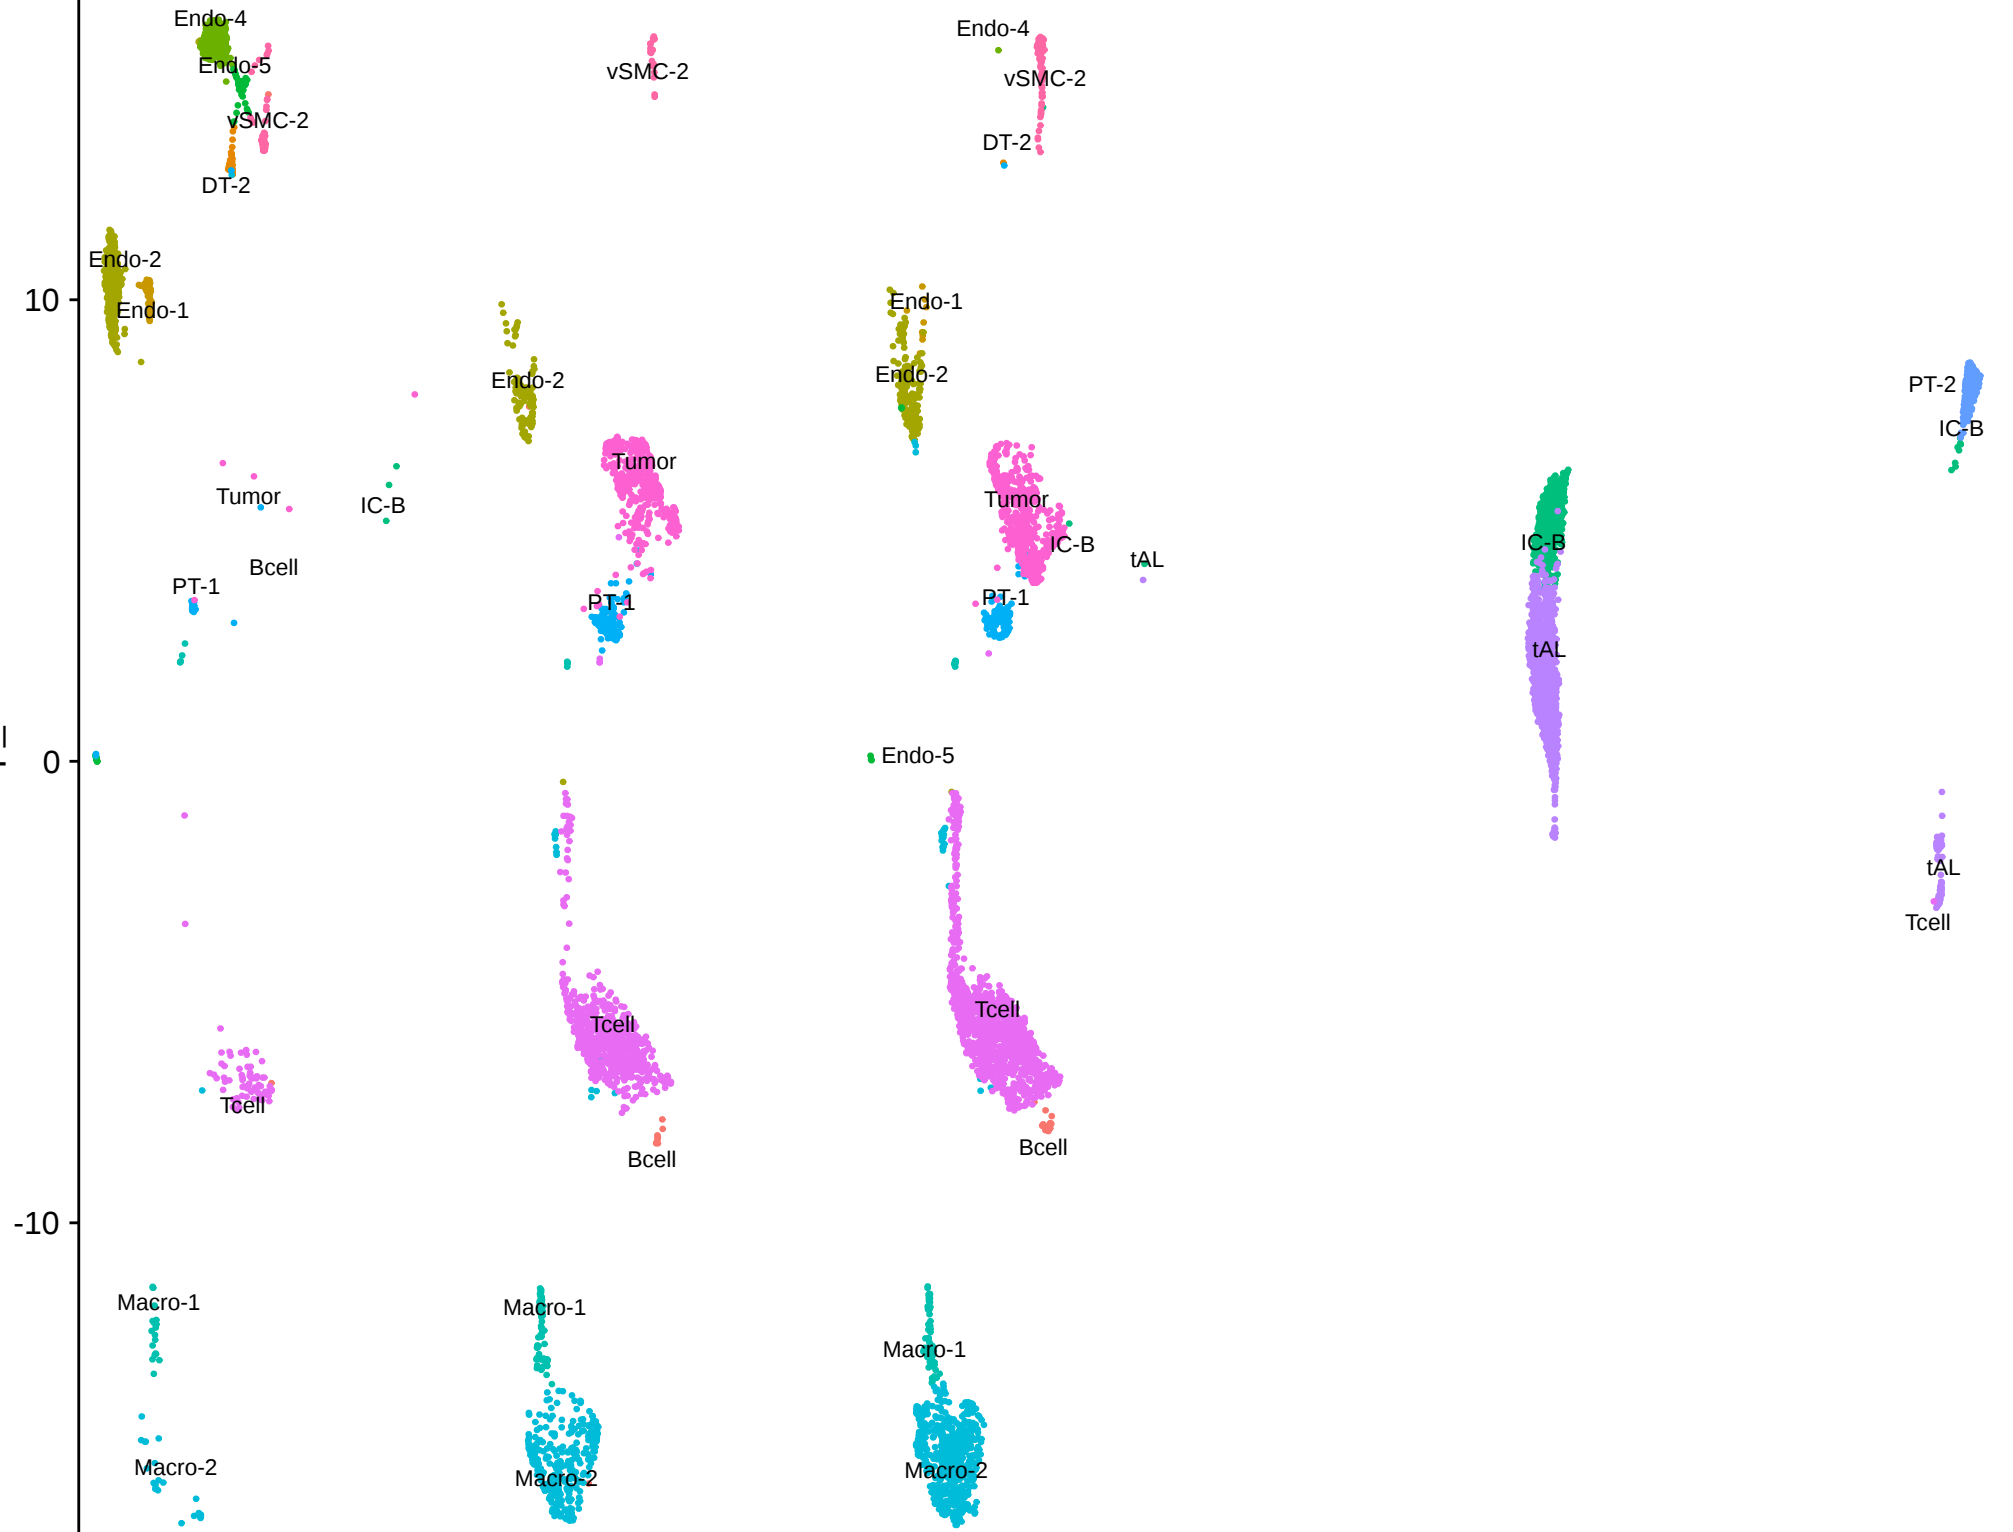 Endo-4
Endo-4
Endo-5
vSMC-2
vSMC-2
vSMC-2
DT-2
DT-2
Endo-2
10
Endo-1
Endo-1
Endo-2
Endo-2
PT-2
IC-B
Tumor
Tumor
Tumor
IC-B
IC-B
IC-B
tAL
Bcell
PT-1
PT-1
PT-1
tAL
0
Endo-5
tAL
Tcell
Tcell
Tcell
Tcell
Bcell
Bcell
-10
Macro-1
Macro-1
Macro-1
Macro-2
Macro-2
Macro-2